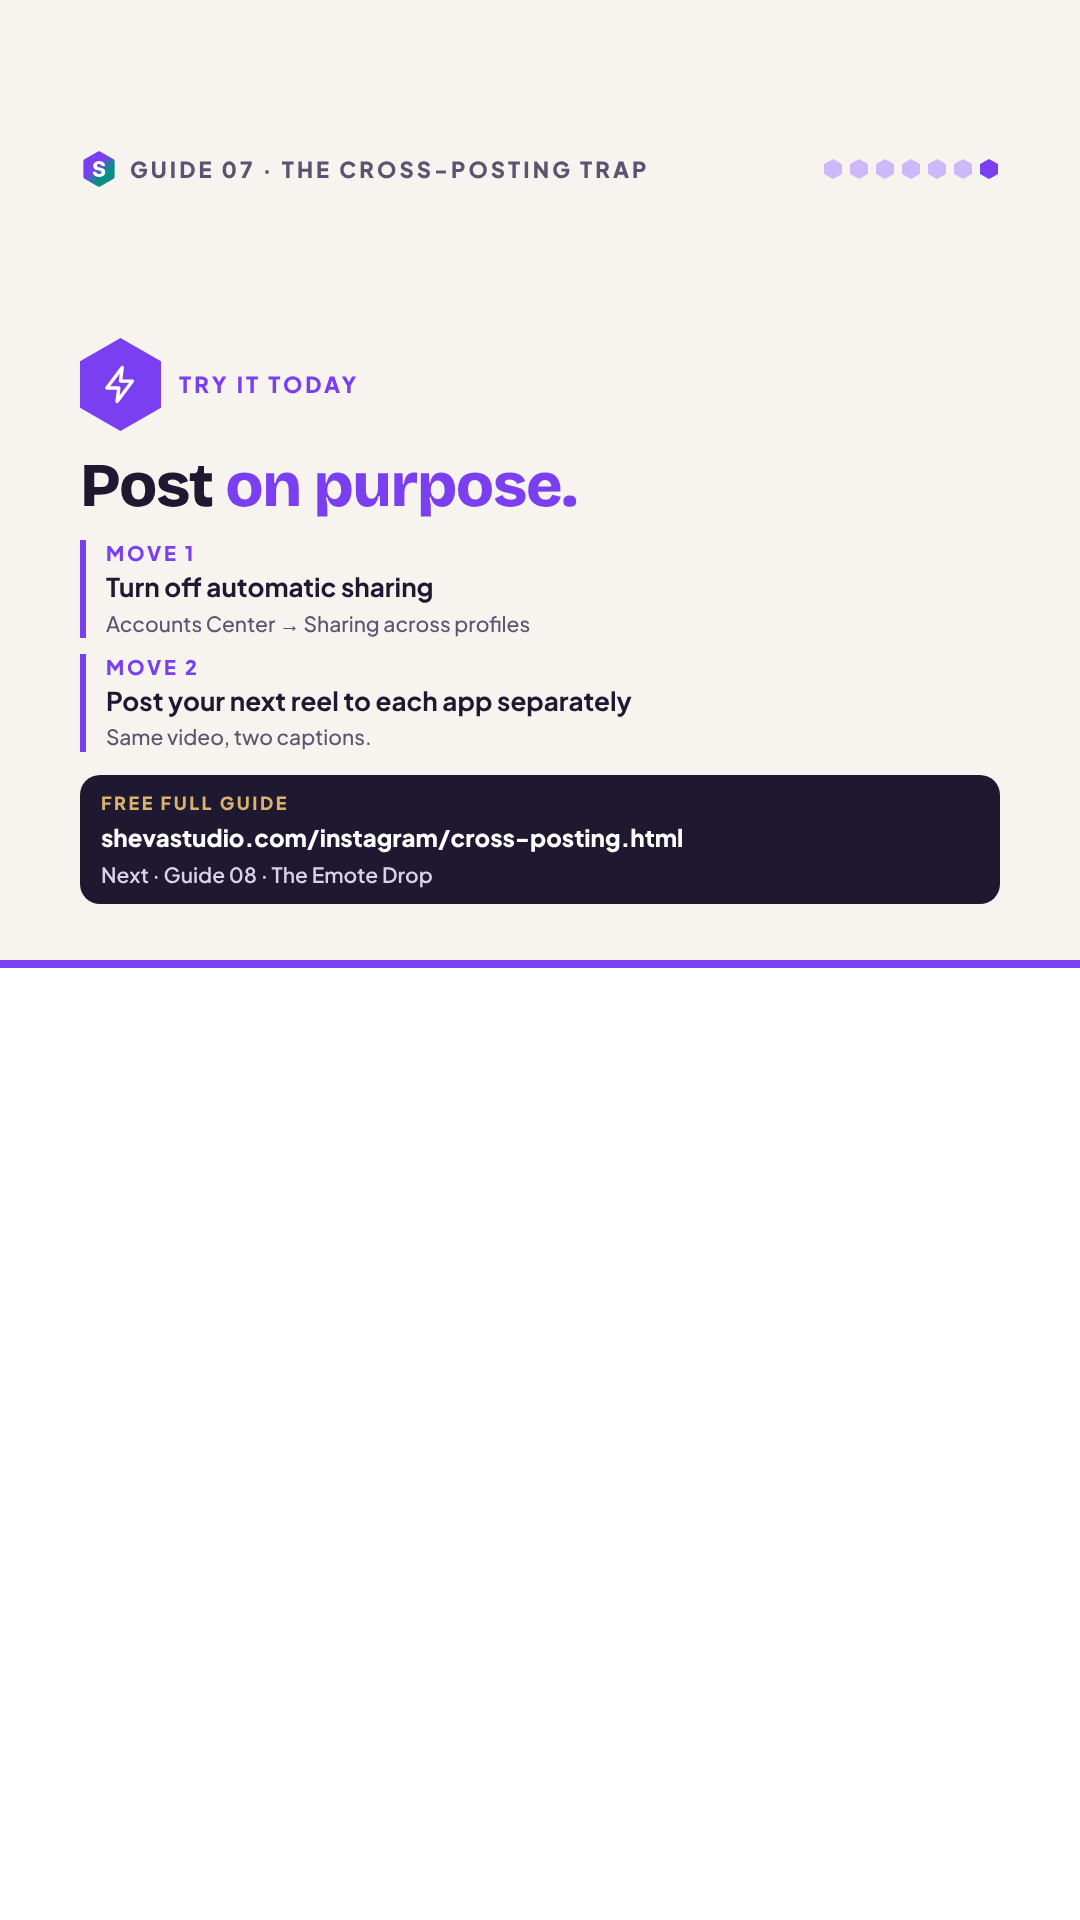 S GUIDE 07 · THE CROSS-POSTING TRAP
TRY IT TODAY
Post on purpose.
MOVE 1
Turn off automatic sharing
Accounts Center → Sharing across profiles
MOVE 2
Post your next reel to each app separately
Same video, two captions.
FREE FULL GUIDE
shevastudio.com/instagram/cross-posting.html
Next · Guide 08 · The Emote Drop